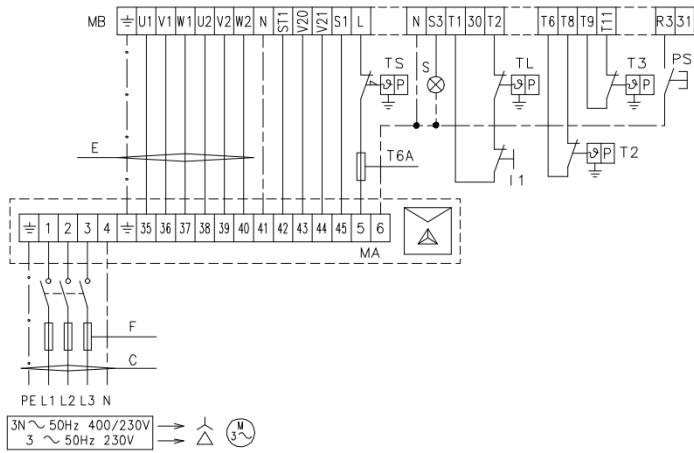 MB U1 V1 W1 U2 V2 W2 N ST1 V20 V21 S1 L N S3 T1 30 T2 T6 T8 T9 T11 R3 31
TS S TL T3 PS
ϑ P ϑ P ϑ P
E T6A ϑ P T2
I1
1 2 3 4 35 36 37 38 39 40 41 42 43 44 45 5 6
MA
F
C
PE L1 L2 L3 N
3N ~ 50Hz 400/230V
3 ~ 50Hz 230V
M
3~